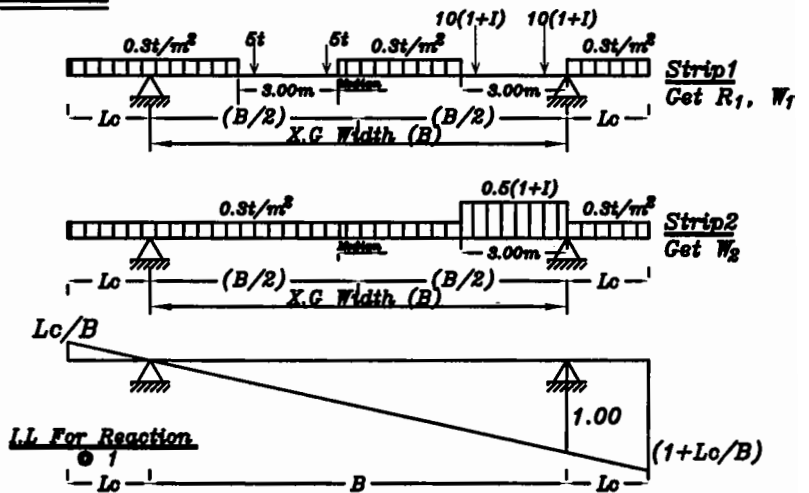 10(1+I) 10(1+I)
0.3t/m² 5t 5t 0.3t/m² 0.3t/m²
Strip1
3.00m Median 3.00m
Get R₁, W₁
Lc (B/2) (B/2) Lc
X.G Width (B)
0.5(1+I)
0.3t/m² 0.3t/m²
Strip2
Median 3.00m
Get W₂
Lc (B/2) (B/2) Lc
X.G Width (B)
Lc/B
1.00
I.L For Reaction
(1+Lc/B)
@ 1
Lc B Lc